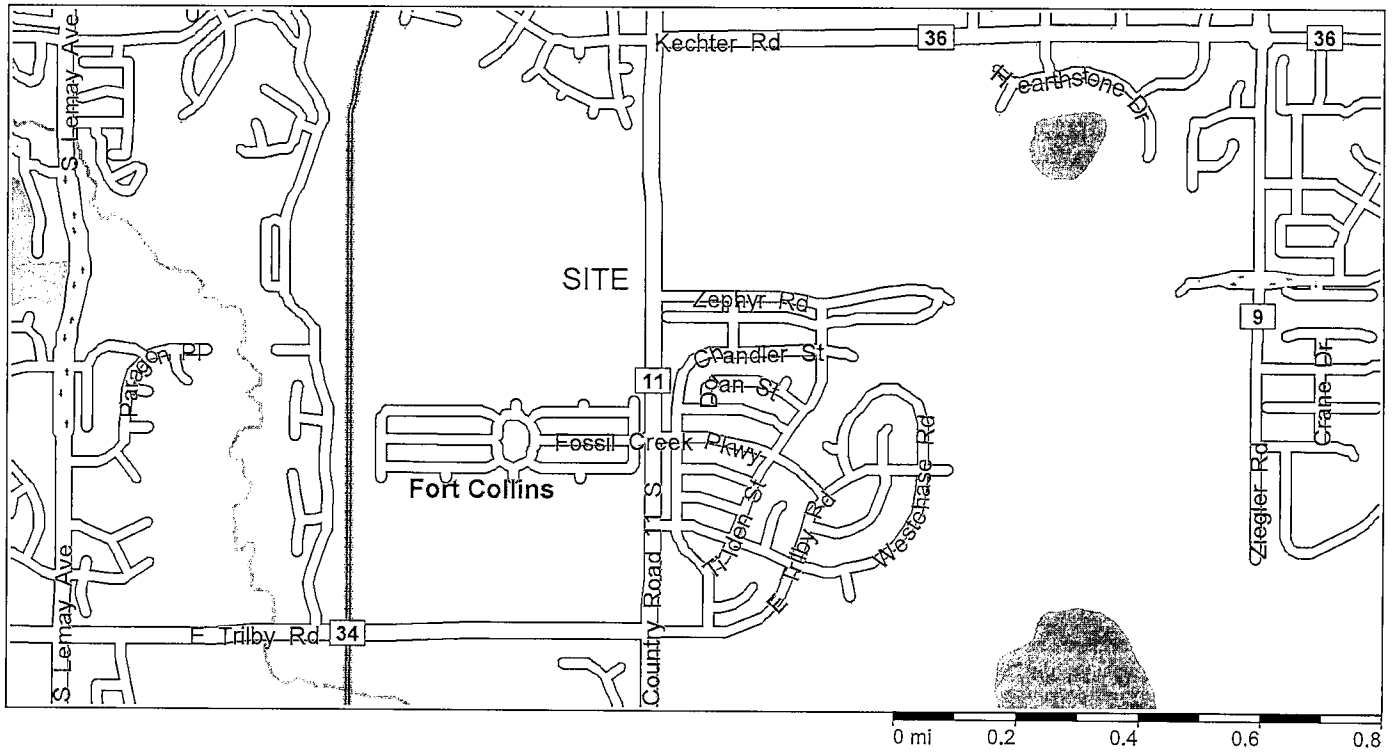 S Lemay Ave
Kechter Rd
36
36
Hearthstone Dr
SITE
Zephyr Rd
9
Paragon Pl
Chandler St
11
Dgan St
Crane Dr
Fossil Creek Pkwy
Fort Collins
Westchase Rd
Ziegler Rd
Tilden St
E Trilby Rd
S Lemay Ave
Country Road 11 S
E Trilby Rd
34
0 mi 0.2 0.4 0.6 0.8